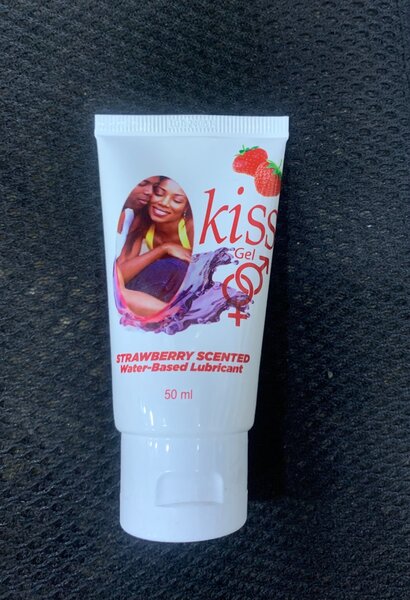 kiss
Gel
STRAWBERRY SCENTED
Water-Based Lubricant
50 ml